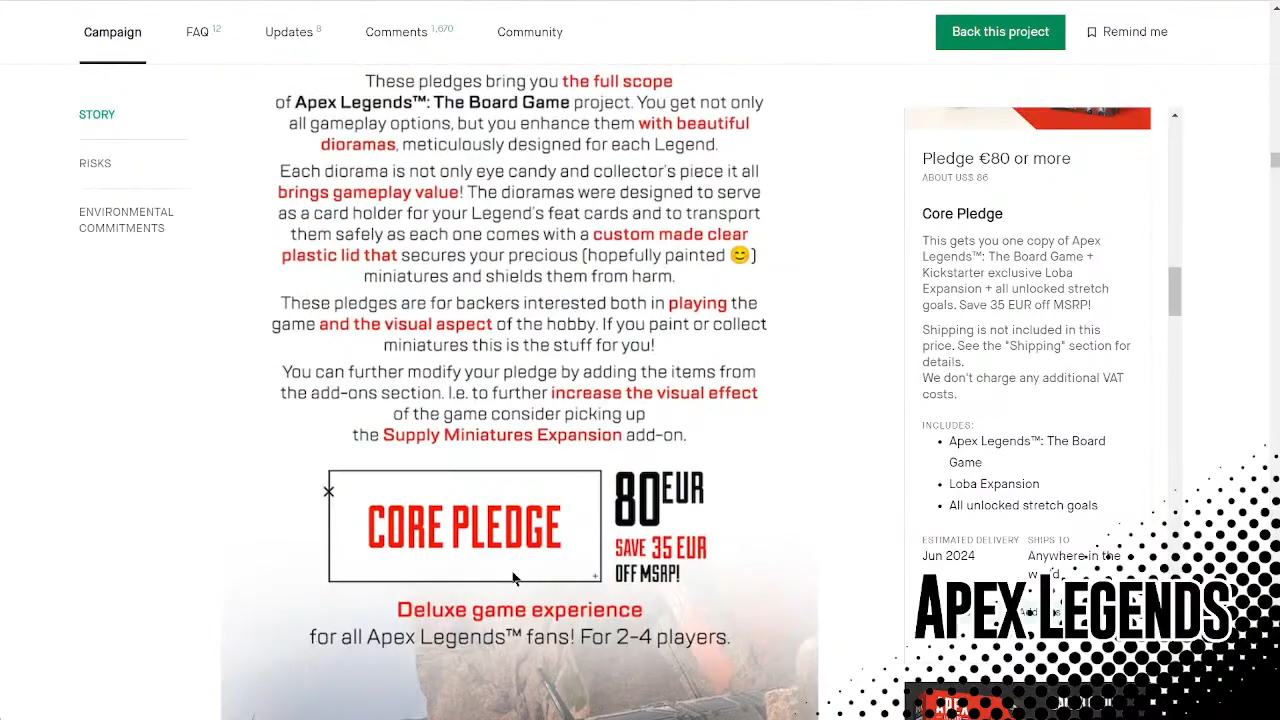 Campaign
FAQ 12
Updates 8
Comments 1,670
Community
Back this project
Remind me
STORY
RISKS
ENVIRONMENTAL
COMMITMENTS
These pledges bring you the full scope
of Apex Legends™: The Board Game project. You get not only
all gameplay options, but you enhance them with beautiful
dioramas, meticulously designed for each Legend.
Each diorama is not only eye candy and collector's piece it all
brings gameplay value! The dioramas were designed to serve
as a card holder for your Legend's feat cards and to transport
them safely as each one comes with a custom made clear
plastic lid that secures your precious (hopefully painted 😊)
miniatures and shields them from harm.
These pledges are for backers interested both in playing the
game and the visual aspect of the hobby. If you paint or collect
miniatures this is the stuff for you!
You can further modify your pledge by adding the items from
the add-ons section. I.e. to further increase the visual effect
of the game consider picking up
the Supply Miniatures Expansion add-on.
CORE PLEDGE
80EUR
SAVE 35 EUR
OFF MSRP!
Deluxe game experience
for all Apex Legends™ fans! For 2-4 players.
Pledge €80 or more
ABOUT US$ 86
Core Pledge
This gets you one copy of Apex
Legends™: The Board Game +
Kickstarter exclusive Loba
Expansion + all unlocked stretch
goals. Save 35 EUR off MSRP!
Shipping is not included in this
price. See the "Shipping" section for
details.
We don't charge any additional VAT
costs.
INCLUDES:
• Apex Legends™: The Board
Game
• Loba Expansion
• All unlocked stretch goals
ESTIMATED DELIVERY
Jun 2024
SHIPS TO
Anywhere in the
APEX LEGENDS
APEX